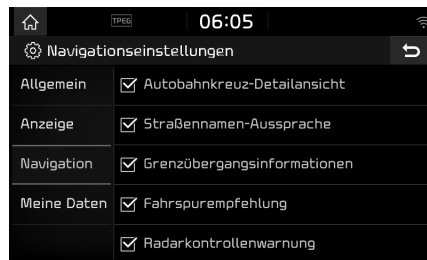 TPEG 06:05
Navigationseinstellungen
Allgemein
Autobahnkreuz-Detailansicht
Anzeige
Straßennamen-Aussprache
Navigation
Grenzübergangsinformationen
Meine Daten
Fahrspurempfehlung
Radarkontrollenwarnung